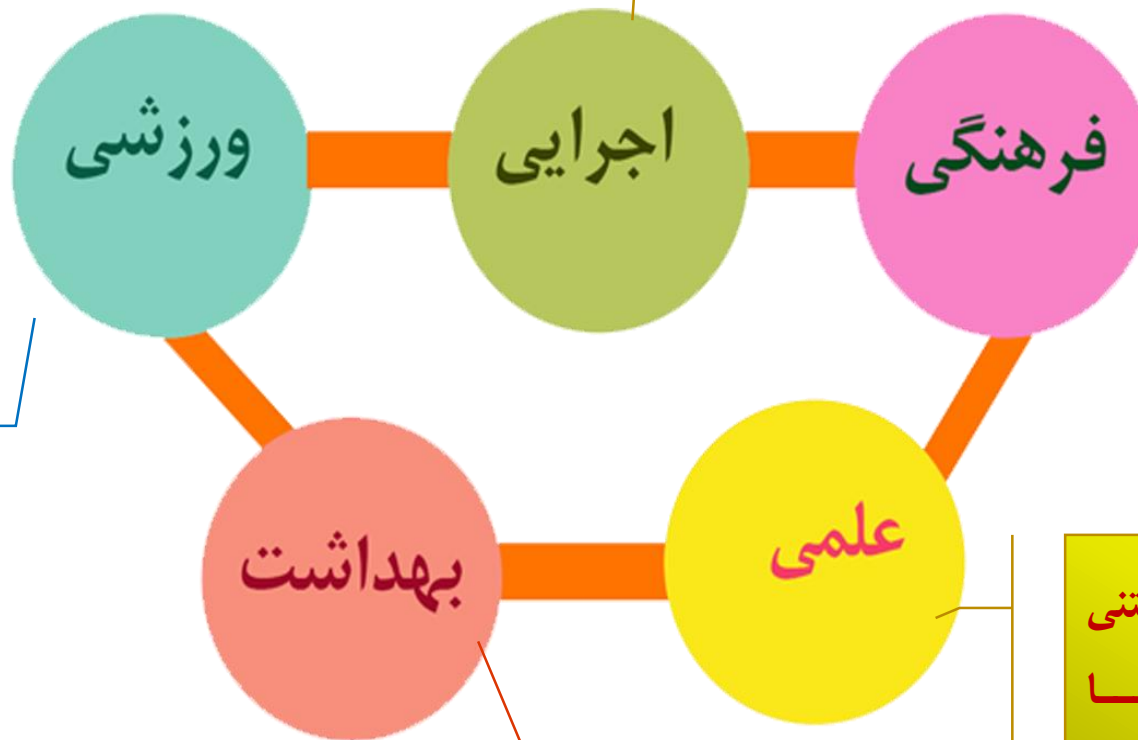 فرهنگی
اجرایی
ورزشی
علمی
بهداشت